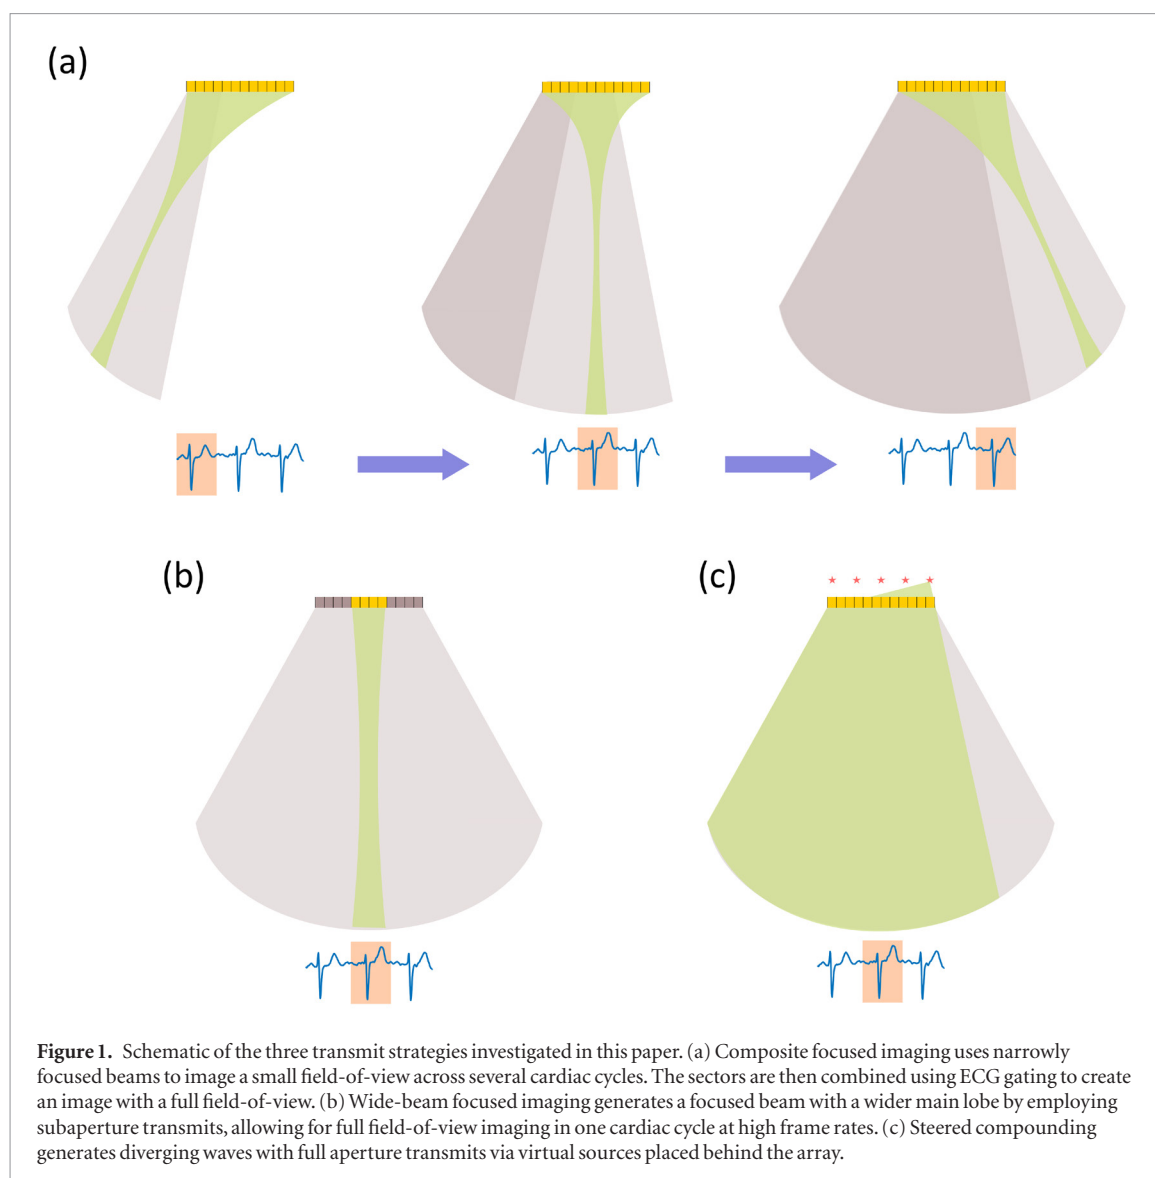 (a)
(b)
(c)
Figure 1. Schematic of the three transmit strategies investigated in this paper. (a) Composite focused imaging uses narrowly
focused beams to image a small field-of-view across several cardiac cycles. The sectors are then combined using ECG gating to create
an image with a full field-of-view. (b) Wide-beam focused imaging generates a focused beam with a wider main lobe by employing
subaperture transmits, allowing for full field-of-view imaging in one cardiac cycle at high frame rates. (c) Steered compounding
generates diverging waves with full aperture transmits via virtual sources placed behind the array.